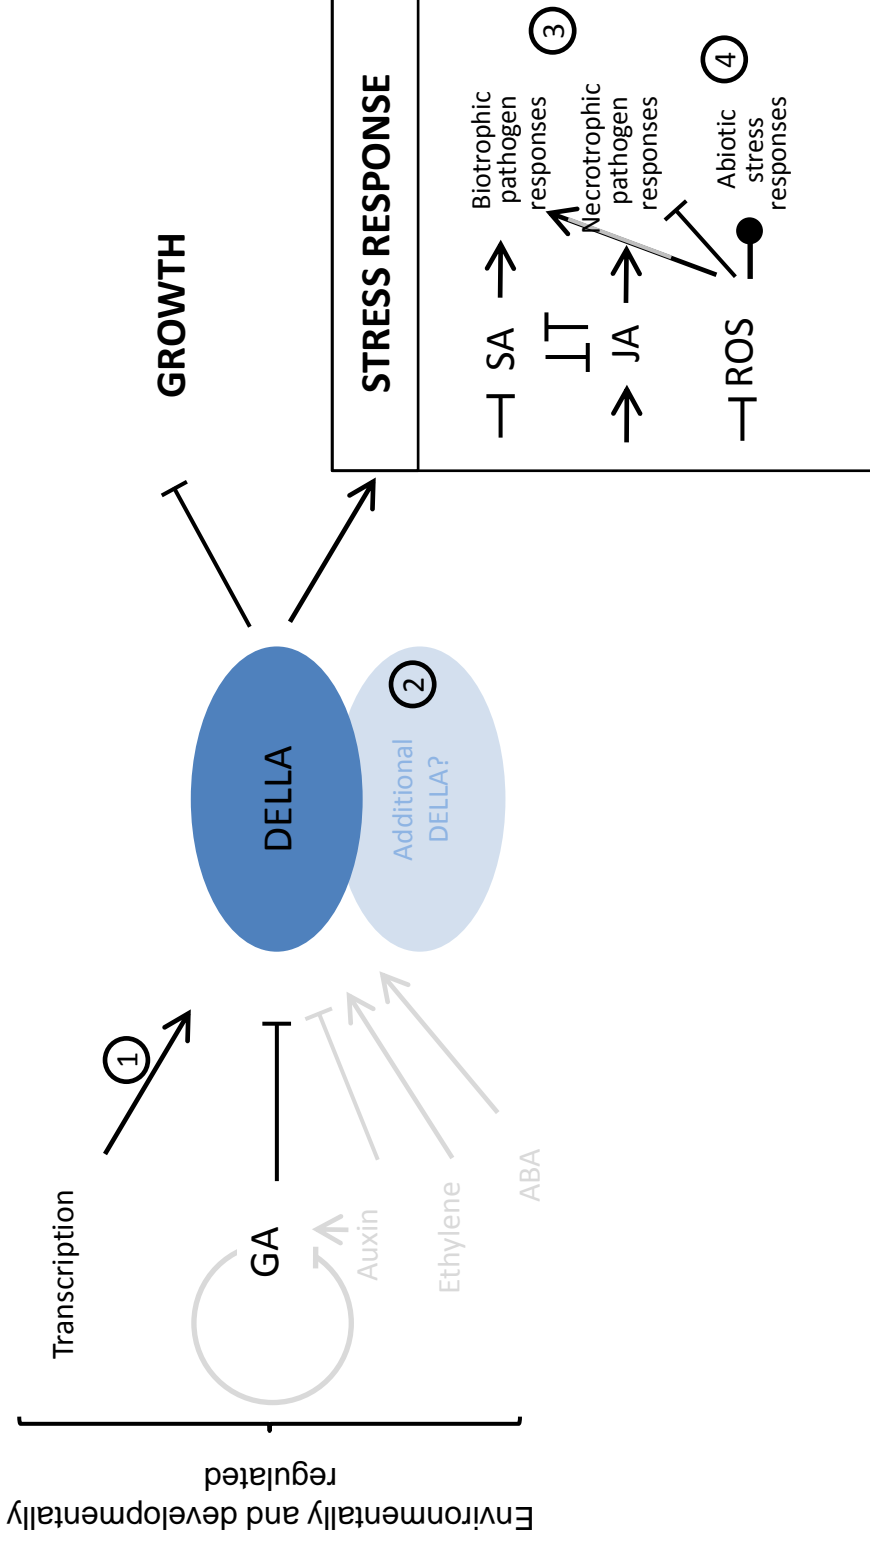 Environmentally and developmentally
regulated
Transcription
1
GA
Auxin
Ethylene
ABA
DELLA
Additional
DELLA?
2
GROWTH
STRESS RESPONSE
SA
Biotrophic
pathogen
responses
3
JA
Necrotrophic
pathogen
responses
ROS
Abiotic
stress
responses
4